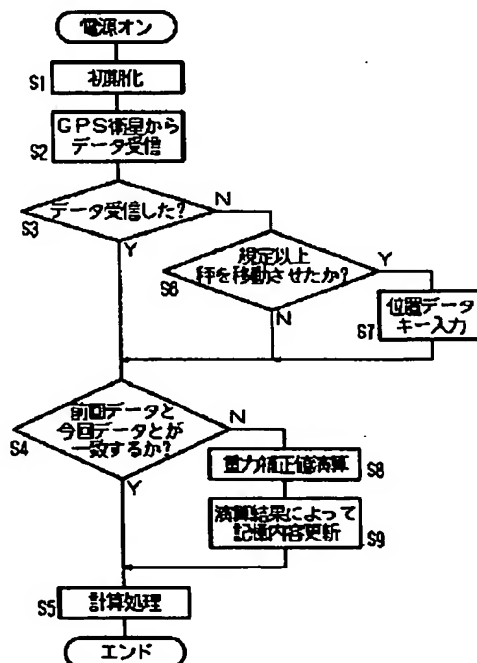 電源オン
S1
初期化
GPS衛星から
データ受信
S2
データ受信した?
N
S3
Y
規定以上
秤を移動させたか?
Y
S6
N
位置データ
キー入力
S7
前回データと
今回データとが
一致するか?
N
S4
Y
重力補正値演算
S8
演算結果によって
記憶内容更新
S9
S5
計算処理
エンド